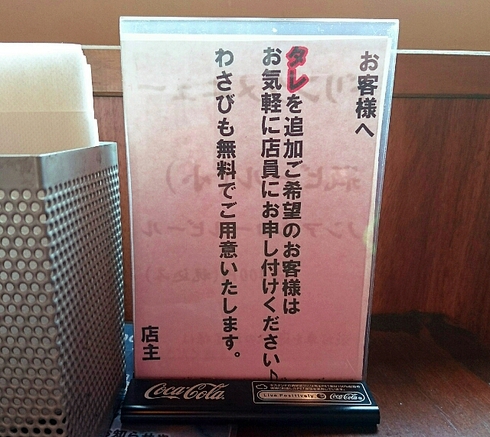 お客様へ
タレを追加ご希望のお客様は
お気軽に店員にお申し付けください♪
わさびも無料でご用意いたします。
店主
Coca-Cola
Live Positively
Coca-Cola